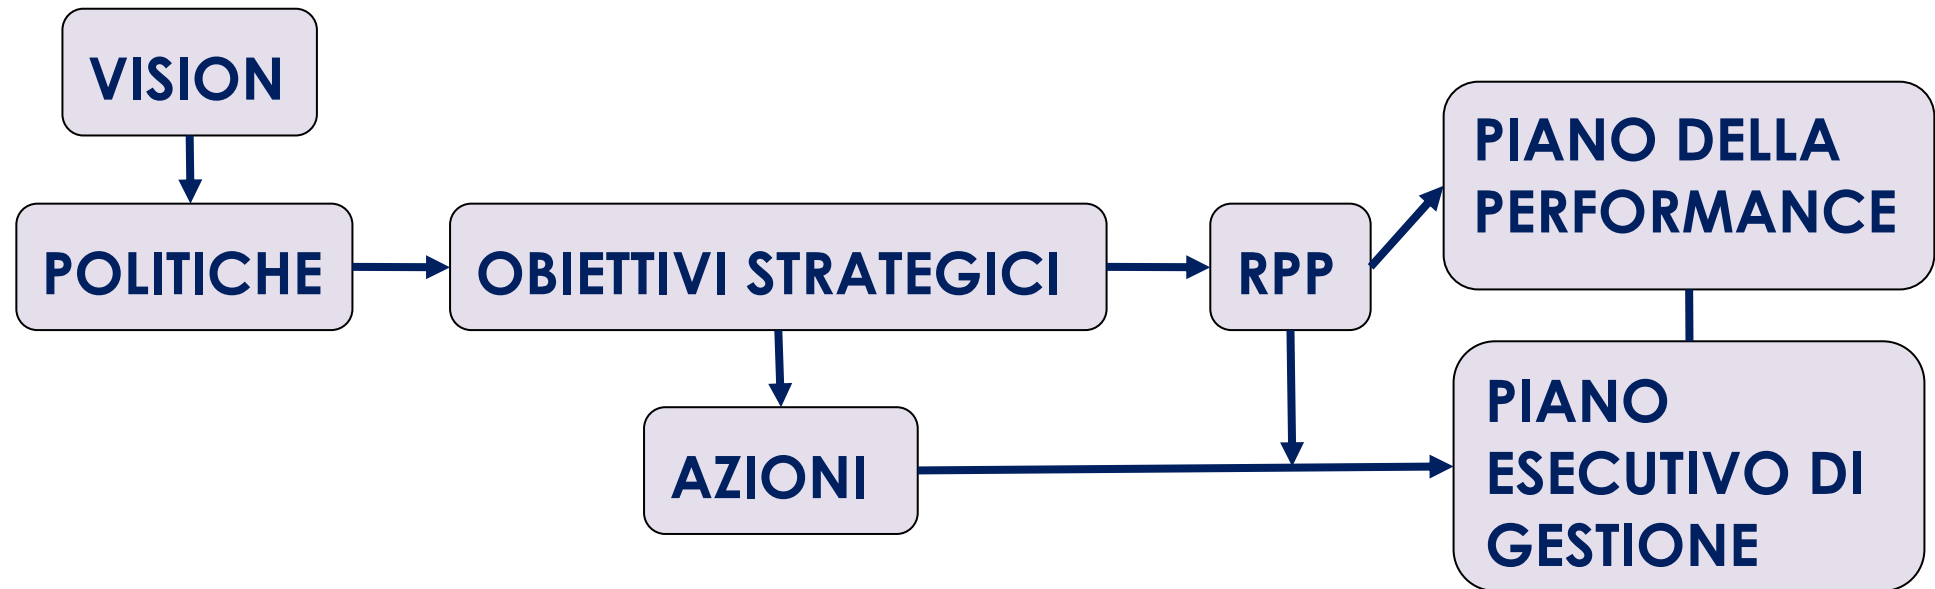 VISION
POLITICHE
OBIETTIVI STRATEGICI
RPP
PIANO DELLA
PERFORMANCE
AZIONI
PIANO
ESECUTIVO DI
GESTIONE